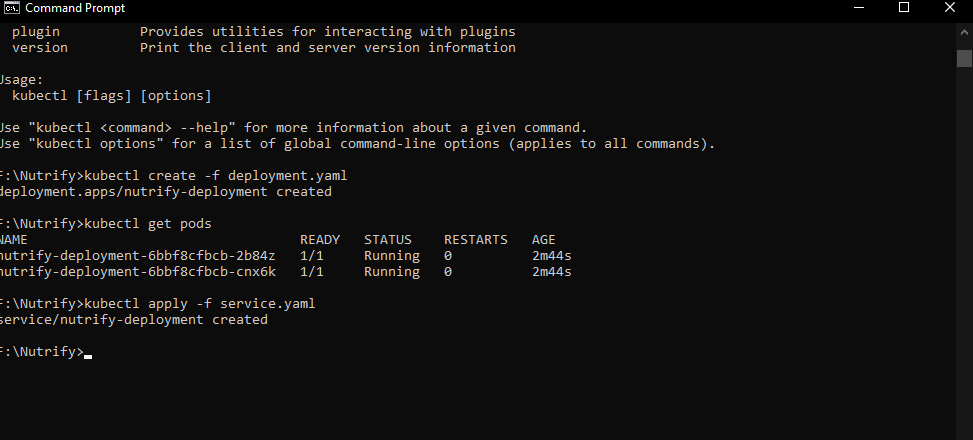 Command Prompt
plugin Provides utilities for interacting with plugins
version Print the client and server version information
Usage:
kubectl [flags] [options]
Use "kubectl <command> --help" for more information about a given command.
Use "kubectl options" for a list of global command-line options (applies to all commands).
F:\Nutrify>kubectl create -f deployment.yaml
deployment.apps/nutrify-deployment created
F:\Nutrify>kubectl get pods
NAME READY STATUS RESTARTS AGE
nutrify-deployment-6bbf8cfbcb-2b84z 1/1 Running 0 2m44s
nutrify-deployment-6bbf8cfbcb-cnx6k 1/1 Running 0 2m44s
F:\Nutrify>kubectl apply -f service.yaml
service/nutrify-deployment created
F:\Nutrify>